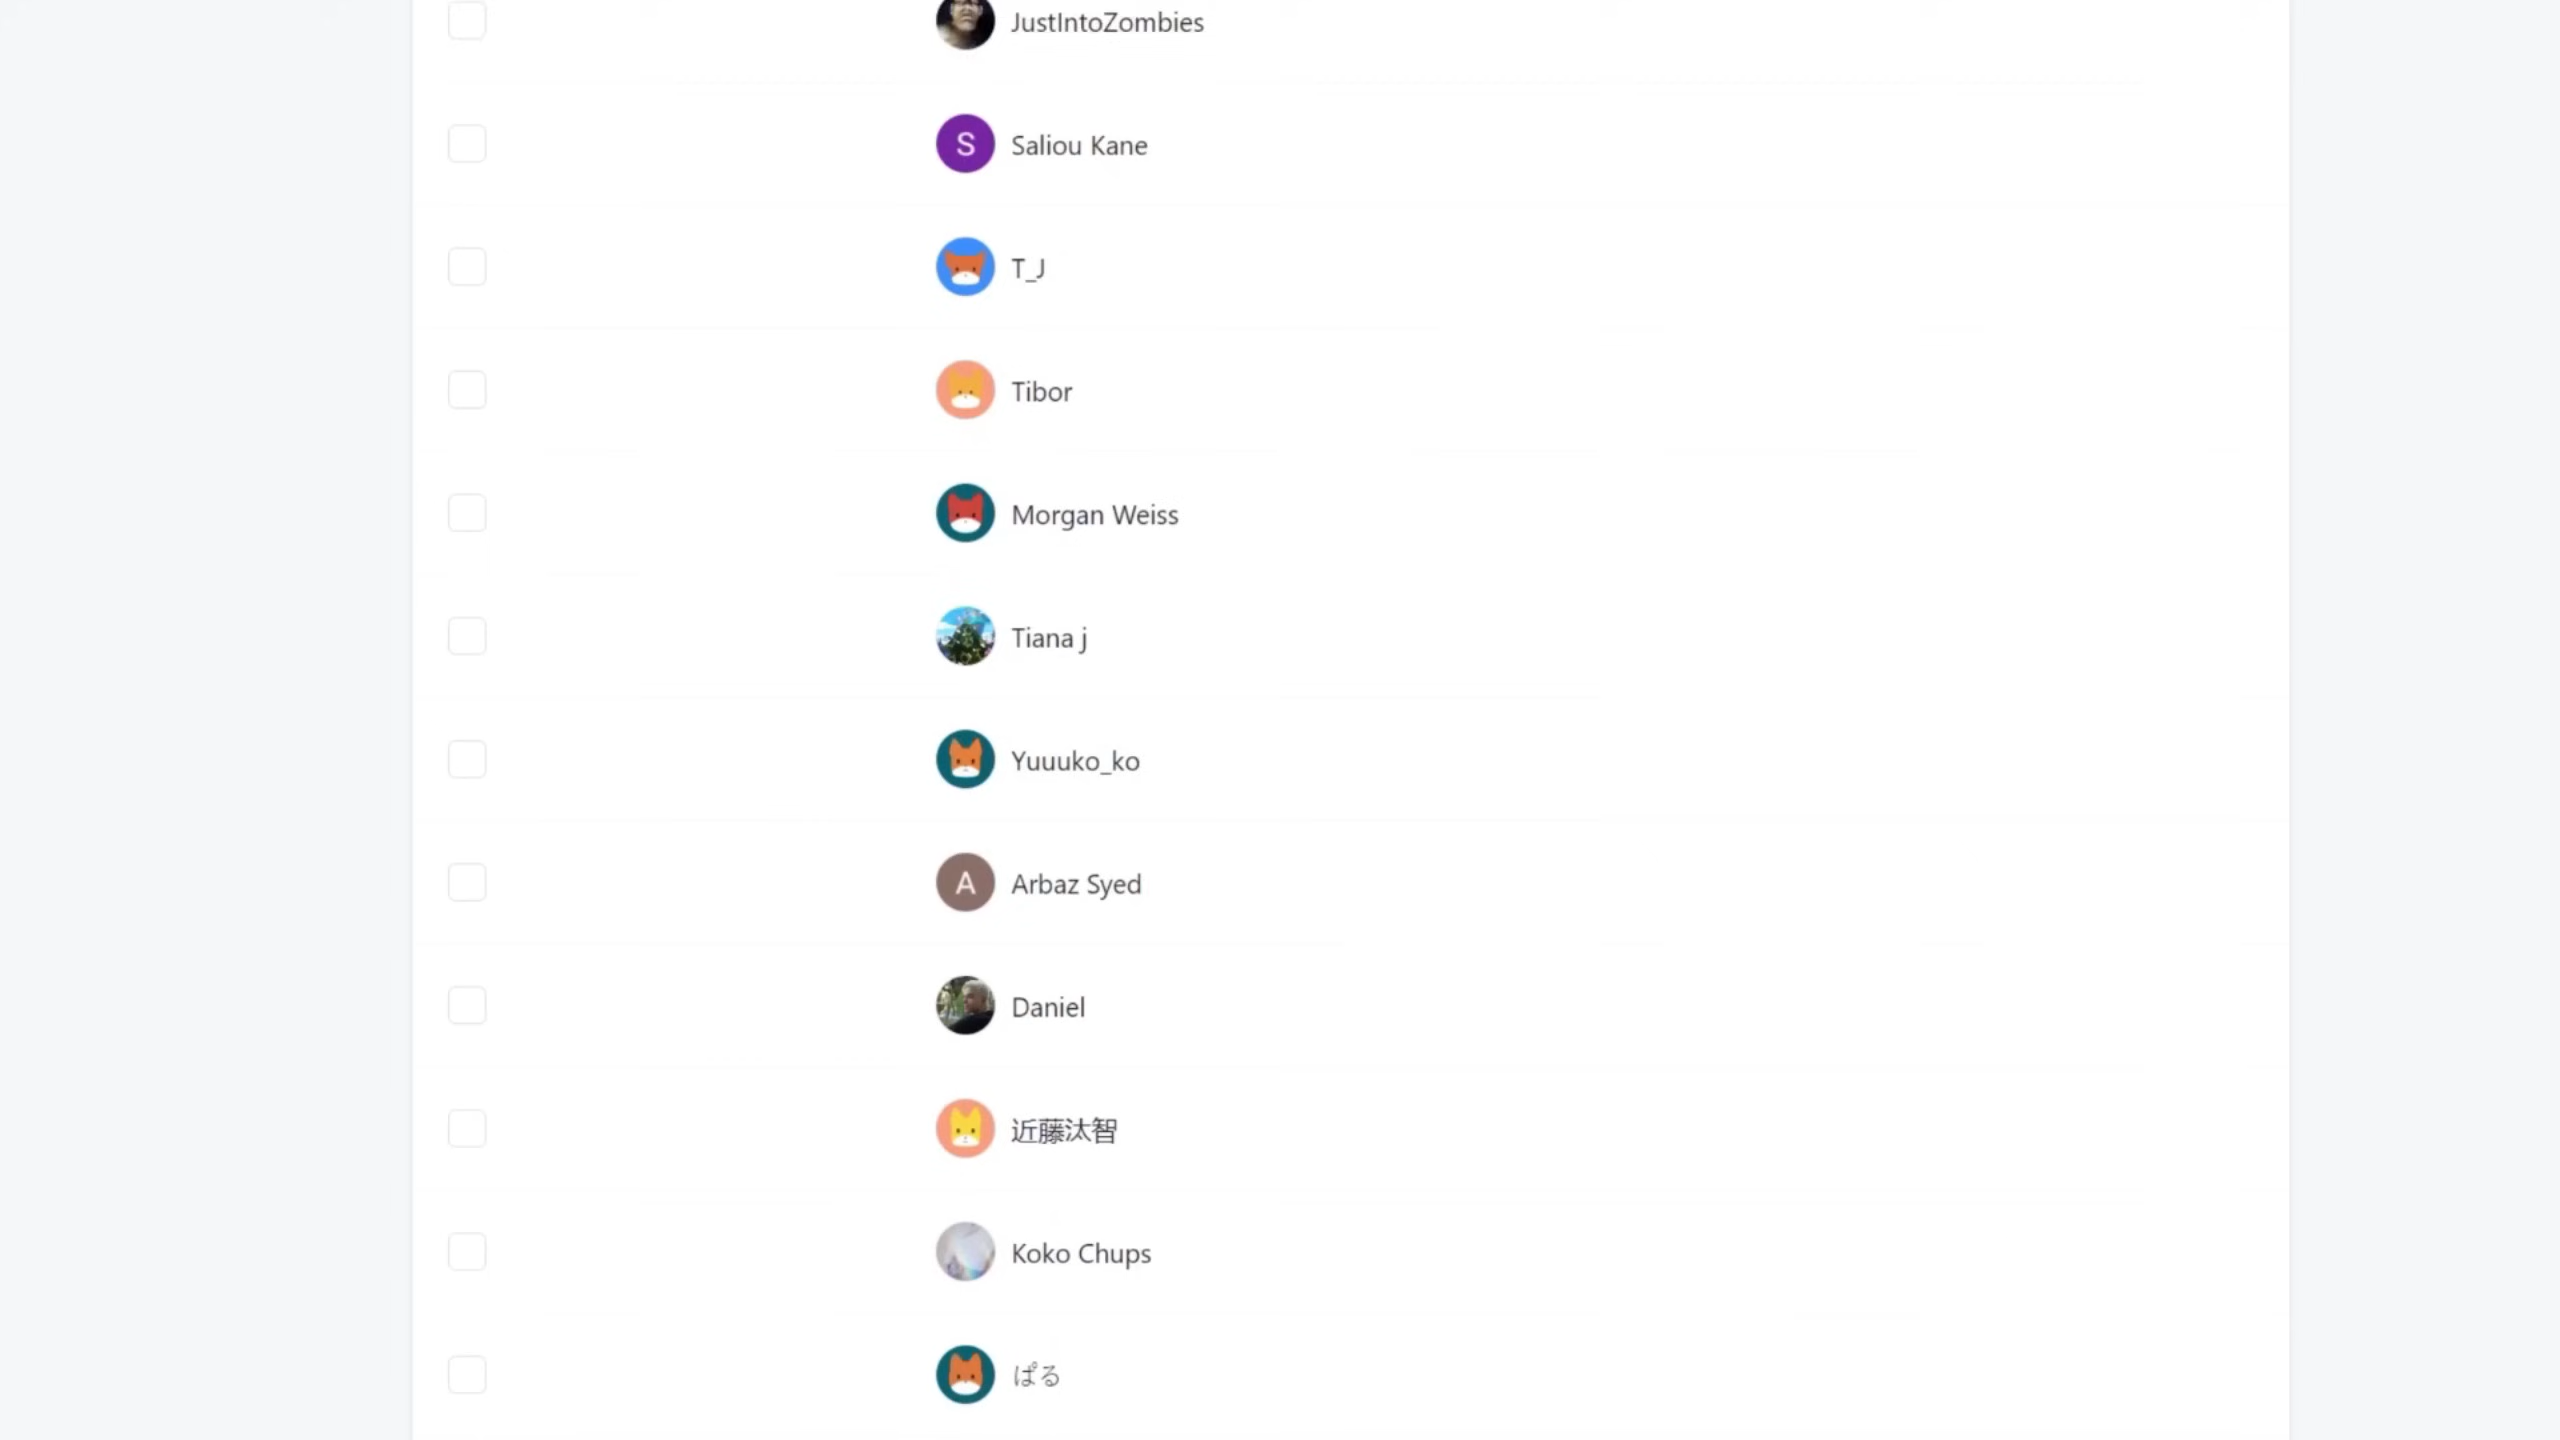 JustIntoZombies
S
Saliou Kane
T_J
Tibor
Morgan Weiss
Tiana j
Yuuuko_ko
A
Arbaz Syed
Daniel
近藤汰智
Koko Chups
ぱる